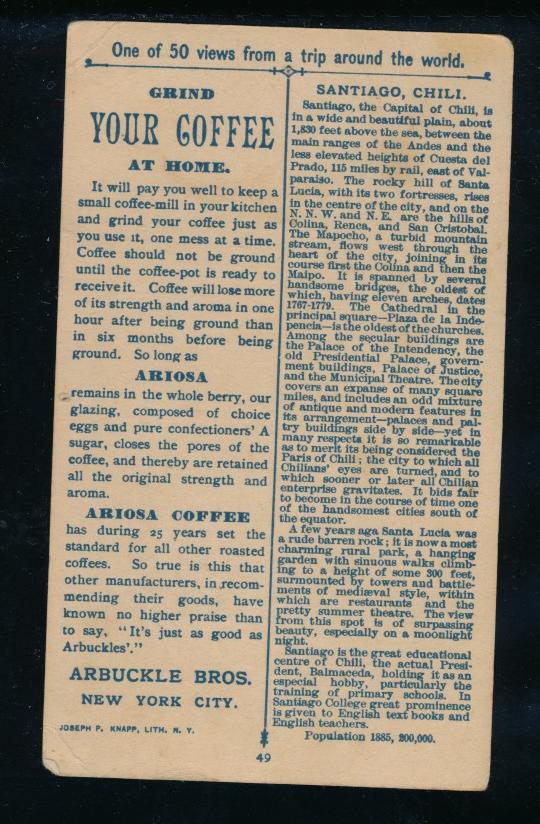 One of 50 views from a trip around the world.
GRIND
YOUR COFFEE
AT HOME.
It will pay you well to keep a
small coffee-mill in your kitchen
and grind your coffee just as
you use it, one mess at a time.
Coffee should not be ground
until the coffee-pot is ready to
receive it. Coffee will lose more
of its strength and aroma in one
hour after being ground than
in six months before being
ground. So long as
ARIOSA
remains in the whole berry, our
glazing, composed of choice
eggs and pure confectioners' A
sugar, closes the pores of the
coffee, and thereby are retained
all the original strength and
aroma.
ARIOSA COFFEE
has during 25 years set the
standard for all other roasted
coffees. So true is this that
other manufacturers, in recom-
mending their goods, have
known no higher praise than
to say, "It's just as good as
Arbuckles'."
ARBUCKLE BROS.
NEW YORK CITY.
JOSEPH P. KNAPP, LITH. N. Y.
SANTIAGO, CHILI.
Santiago, the Capital of Chili, is
in a wide and beautiful plain, about
1,830 feet above the sea, between the
main ranges of the Andes and the
less elevated heights of Cuesta del
Prado, 115 miles by rail, east of Val-
paraiso. The rocky hill of Santa
Lucia, with its two fortresses, rises
in the centre of the city, and on the
N. N. W. and N. E. are the hills of
Colina, Renca, and San Cristobal.
The Mapocho, a turbid mountain
stream, flows west through the
heart of the city, joining in its
course first the Colina and then the
Maipo. It is spanned by several
handsome bridges, the oldest of
which, having eleven arches, dates
1767-1779. The Cathedral in the
principal square—Plaza de la Inde-
pencia—is the oldest of the churches.
Among the secular buildings are
the Palace of the Intendency, the
old Presidential Palace, govern-
ment buildings, Palace of Justice,
and the Municipal Theatre. The city
covers an expanse of many square
miles, and includes an odd mixture
of antique and modern features in
its arrangement—palaces and pal-
try buildings side by side—yet in
many respects it is so remarkable
as to merit its being considered the
Paris of Chili; the city to which all
Chilians' eyes are turned, and to
which sooner or later all Chilian
enterprise gravitates. It bids fair
to become in the course of time one
of the handsomest cities south of
the equator.
A few years aga Santa Lucia was
a rude barren rock; it is now a most
charming rural park, a hanging
garden with sinuous walks climb-
ing to a height of some 300 feet,
surmounted by towers and battle-
ments of mediæval style, within
which are restaurants and the
pretty summer theatre. The view
from this spot is of surpassing
beauty, especially on a moonlight
night.
Santiago is the great educational
centre of Chili, the actual Presi-
dent, Balmaceda, holding it as an
especial hobby, particularly the
training of primary schools. In
Santiago College great prominence
is given to English text books and
English teachers.
Population 1885, 200,000.
49